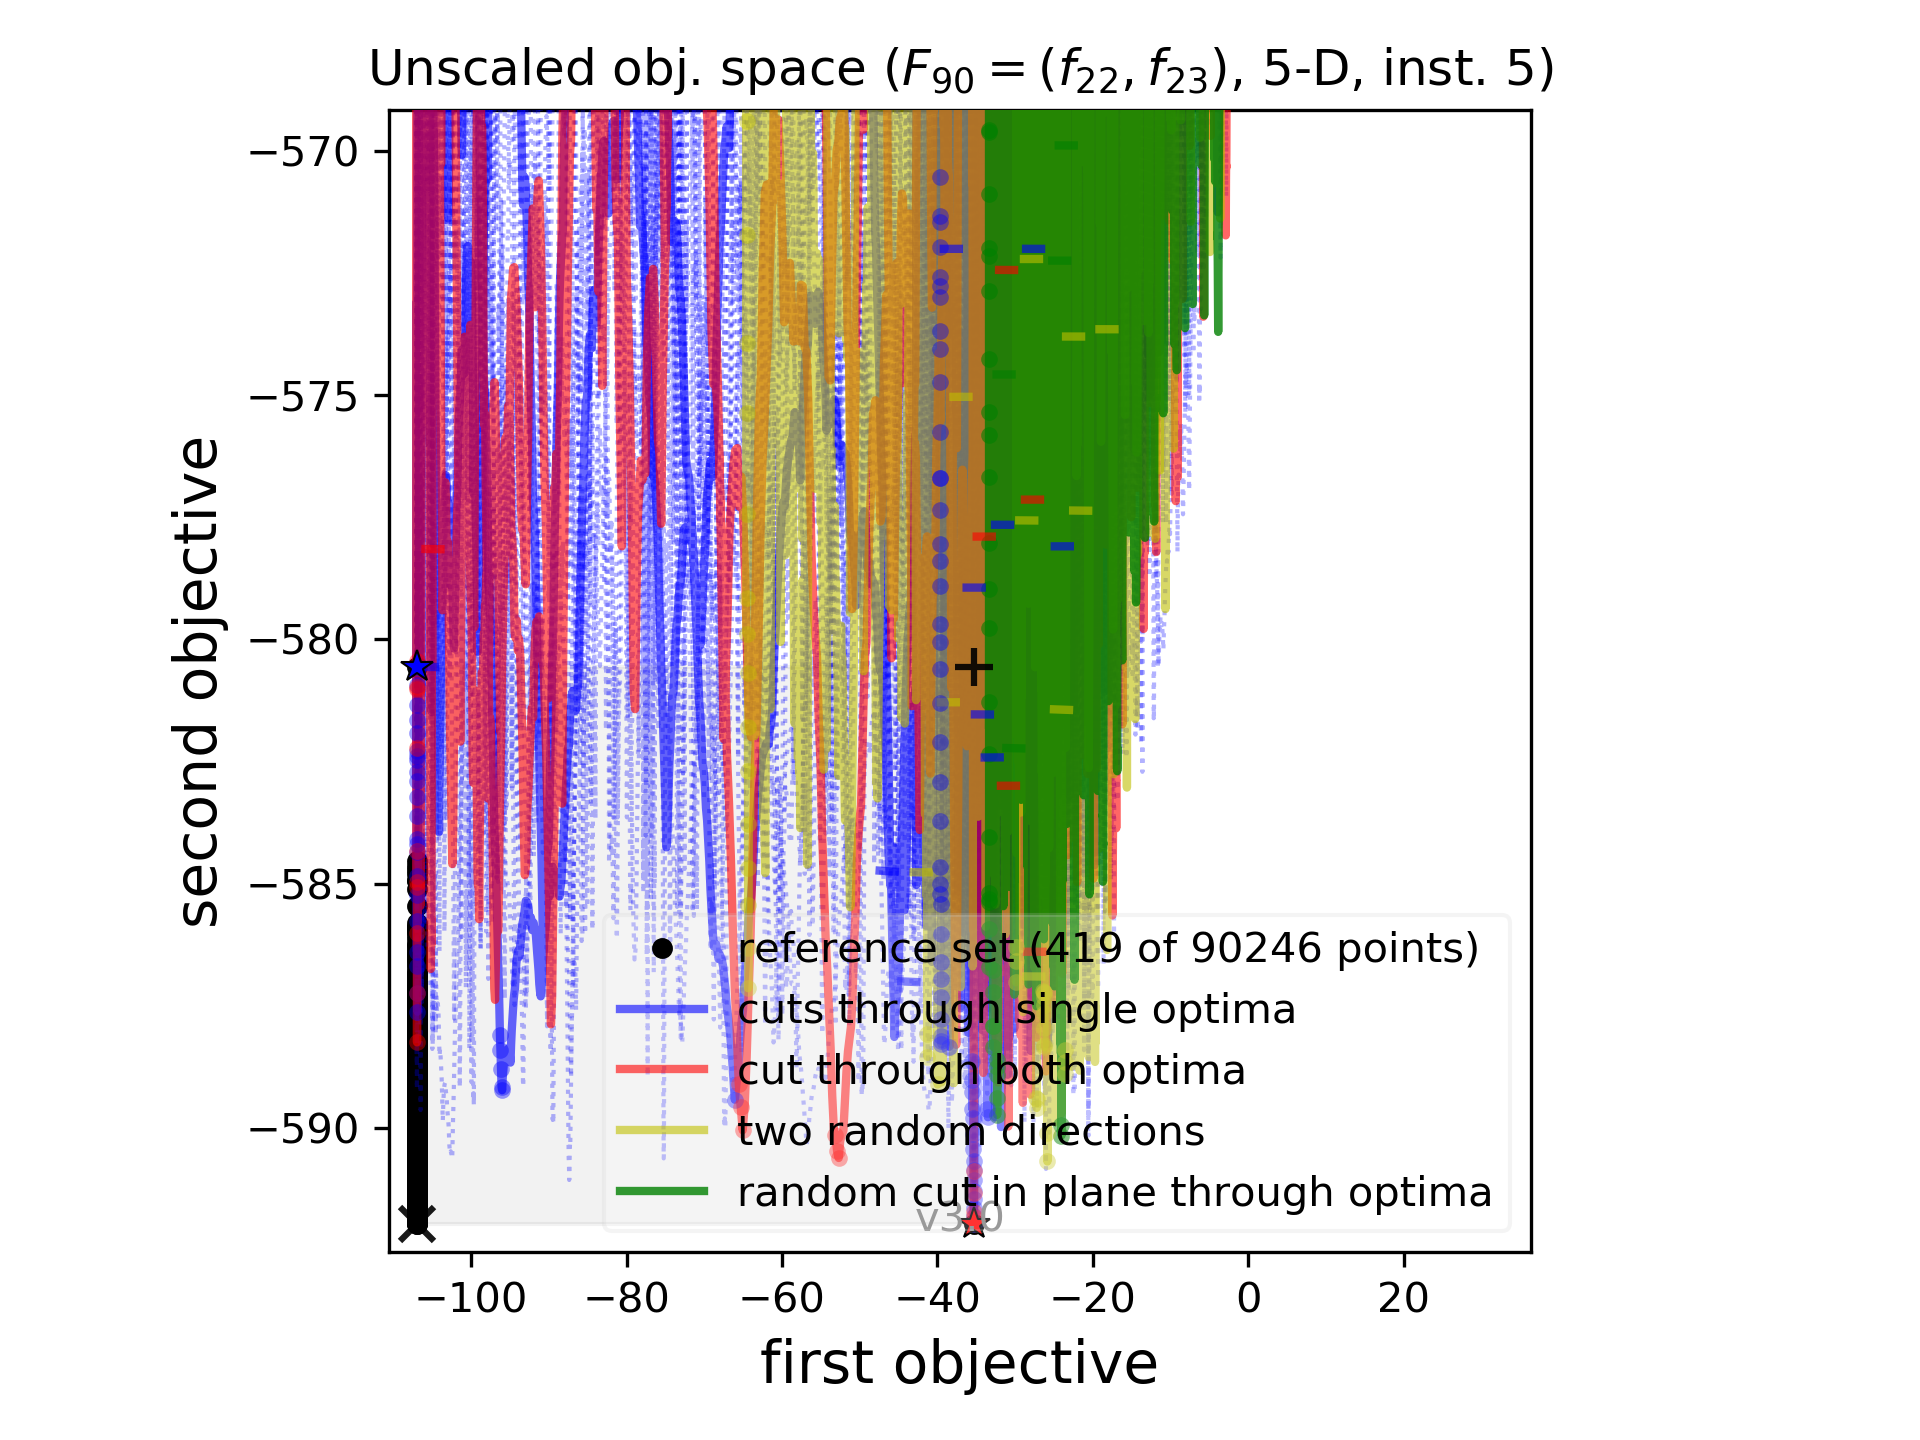 Unscaled obj. space (F₉₀ = (f₂₂, f₂₃), 5-D, inst. 5)
second objective
−570
−575
−580
−585
−590
reference set (419 of 90246 points)
cuts through single optima
cut through both optima
two random directions
random cut in plane through optima
v3.0
−100 −80 −60 −40 −20 0 20
first objective